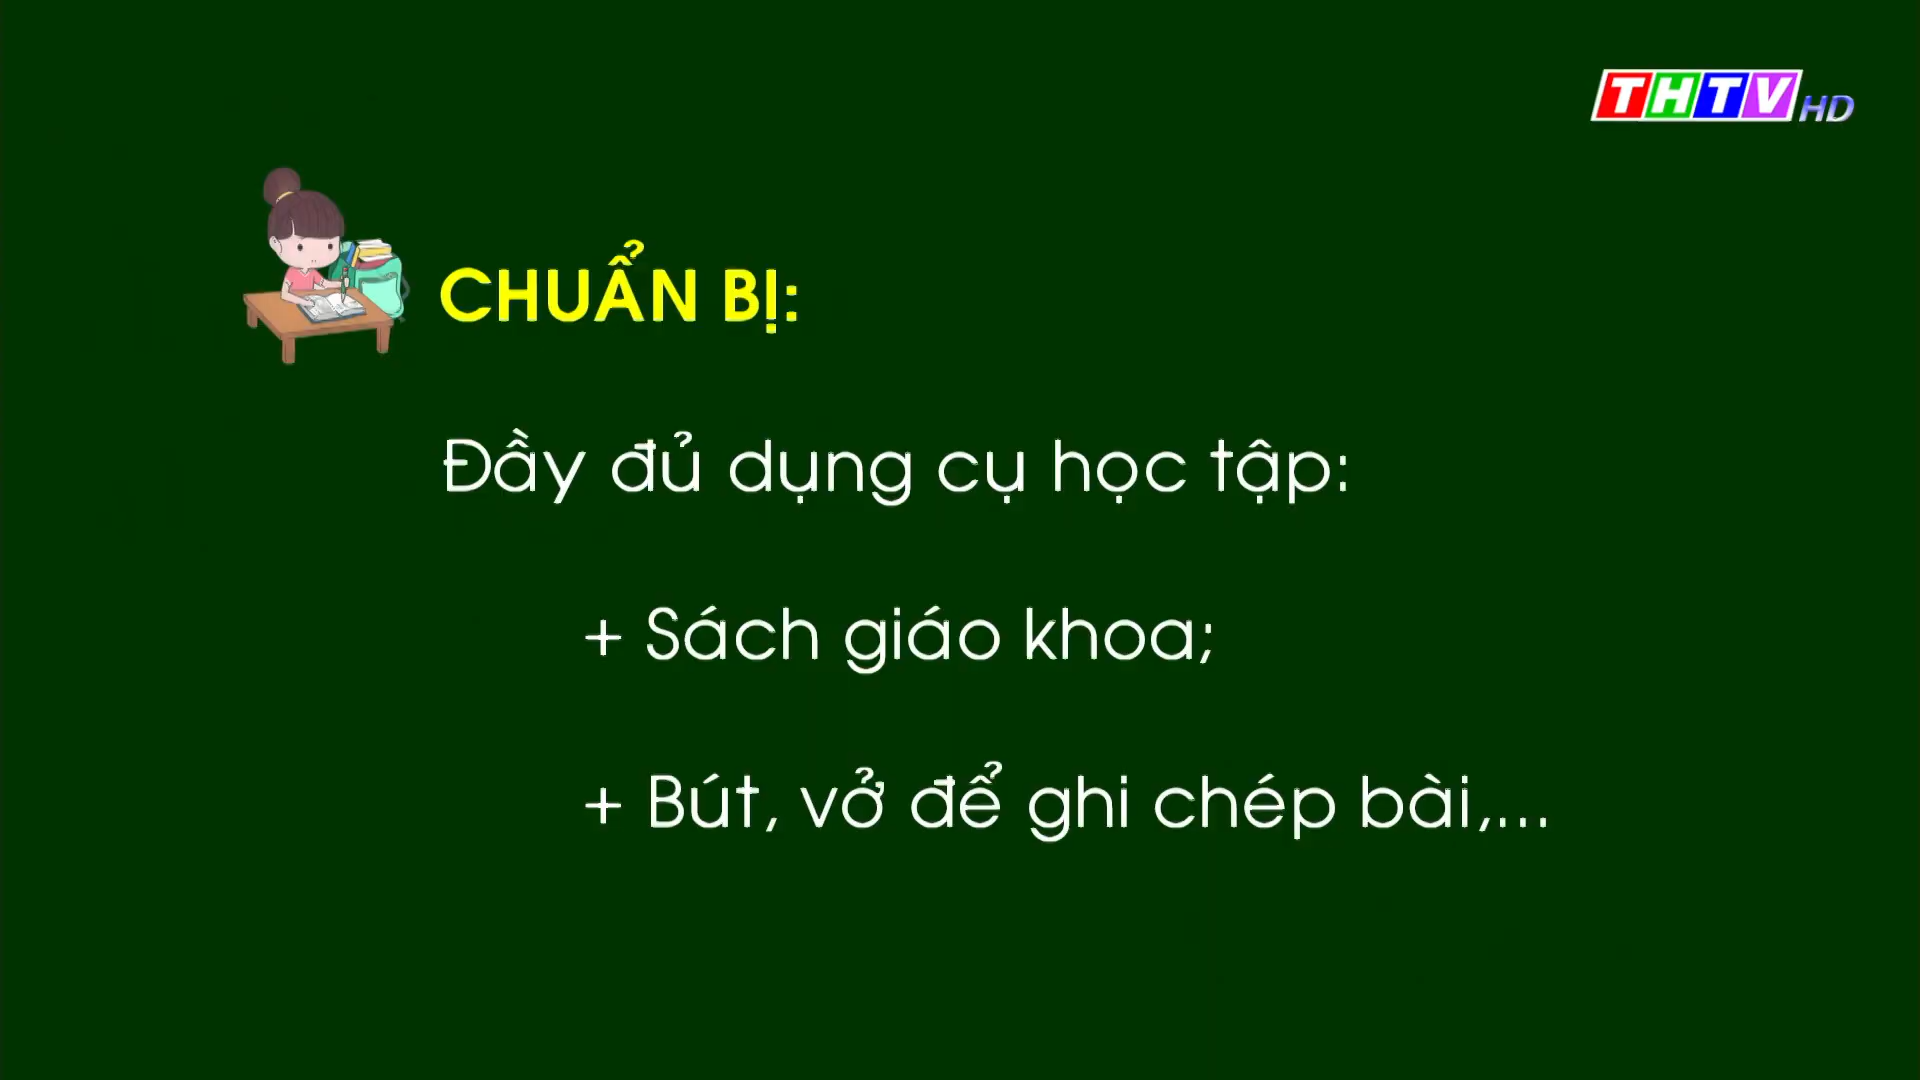 THTV HD
CHUẨN BỊ:
Đầy đủ dụng cụ học tập:
+ Sách giáo khoa;
+ Bút, vở để ghi chép bài,...